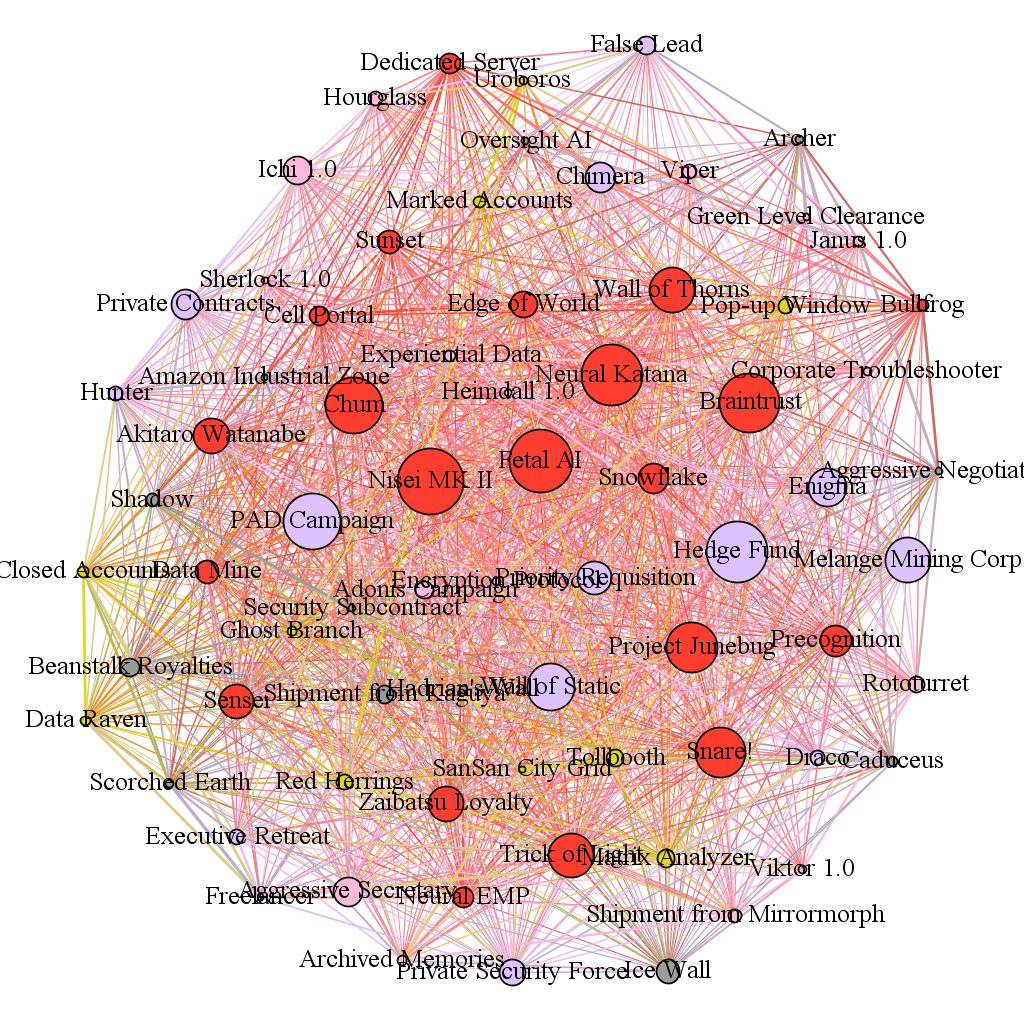 False Lead
Dedicated Server
Uroboros
Hourglass
Archer
Oversight AI
Ichi 1.0
Viper
Chimera
Marked Accounts
Green Level Clearance
Sunset
Janus 1.0
Sherlock 1.0
Wall of Thorns
Private Contracts
Edge of World
Pop-up Window
Bullfrog
Cell Portal
Experiential Data
Corporate Troubleshooter
Neural Katana
Amazon Industrial Zone
Heimdall 1.0
Hunter
Braintrust
Chum
Akitaro Watanabe
Fetal AI
Aggressive Negotiat
Snowflake
Nisei MK II
Enigma
Shadow
PAD Campaign
Hedge Fund
Melange Mining Corp
Closed Accounts
Data Mine
Priority Requisition
Encryption Protocol
Adonis Campaign
Security Subcontract
Ghost Branch
Precognition
Project Junebug
Beanstalk Royalties
Rototurret
Wall of Static
Hadrian's Wall
Shipment from Kaguya
Sensei
Data Raven
Snare!
Tollbooth
Draco
Caduceus
SanSan City Grid
Scorched Earth
Red Herrings
Zaibatsu Loyalty
Executive Retreat
Trick of Light
Matrix Analyzer
Viktor 1.0
Aggressive Secretary
Freelancer
Neural EMP
Shipment from Mirrormorph
Archived Memories
Private Security Force
Ice Wall